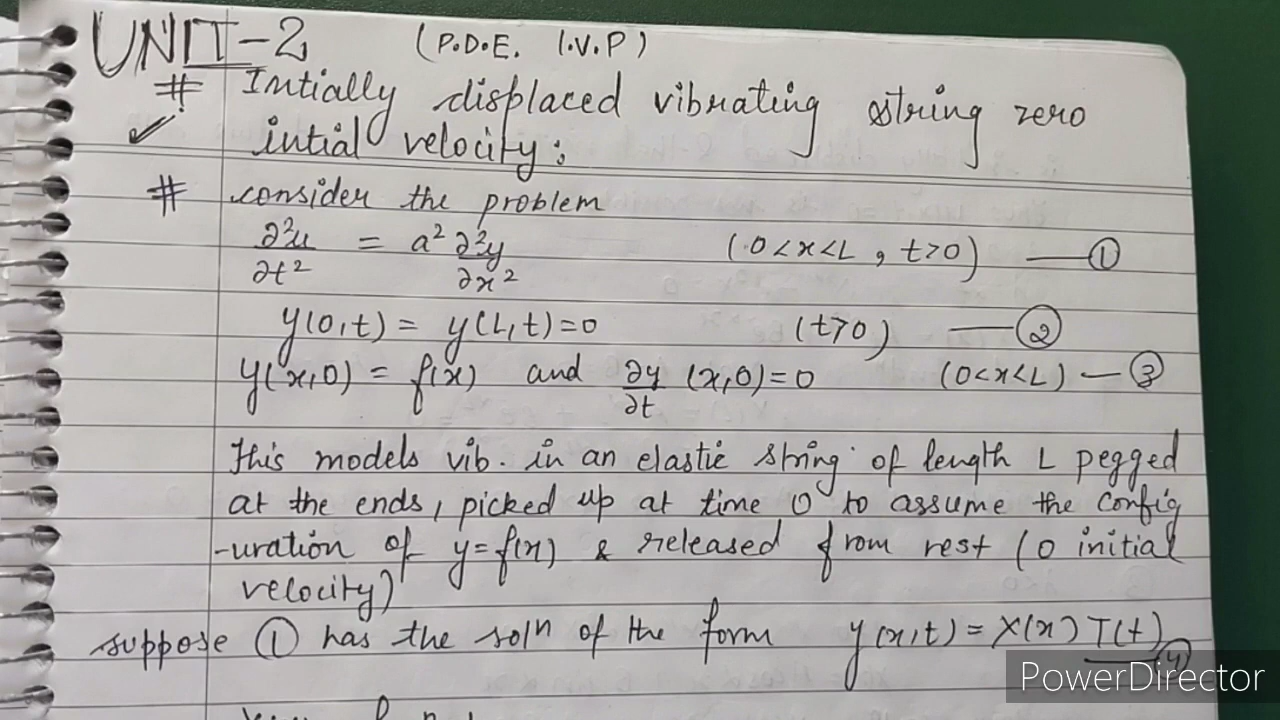 UNIT-2 (P.D.E. I.V.P)
# Intially displaced vibrating string zero
✓ intial velocity:
# consider the problem
∂²u/∂t² = a² ∂²y/∂x² (0<x<L, t>0) — ①
y(0,t) = y(L,t)=0 (t>0) — ②
y(x,0) = f(x) and ∂y/∂t (x,0)=0 (0<x<L) — ③
This models vib. in an elastic string of length L pegged
at the ends, picked up at time 0 to assume the config
-uration of y=f(x) & released from rest (0 initial
velocity)
suppose ① has the solⁿ of the form y(x,t) = X(x) T(t) — ④
PowerDirector